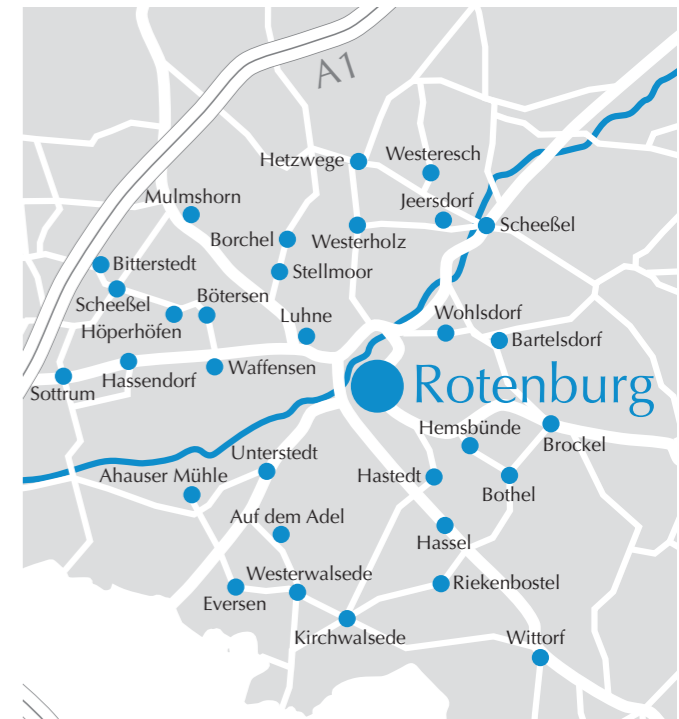 A1
Hetzwege
Westeresch
Mulmshorn
Jeersdorf
Borchel
Westerholz
Scheeßel
Bitterstedt
Stellmoor
Scheeßel
Bötersen
Höperhöfen
Luhne
Wohlsdorf
Bartelsdorf
Waffensen
Hassendorf
Sottrum
Rotenburg
Hemsbünde
Brockel
Unterstedt
Ahauser Mühle
Hastedt
Bothel
Auf dem Adel
Hassel
Westerwalsede
Riekenbostel
Eversen
Kirchwalsede
Wittorf